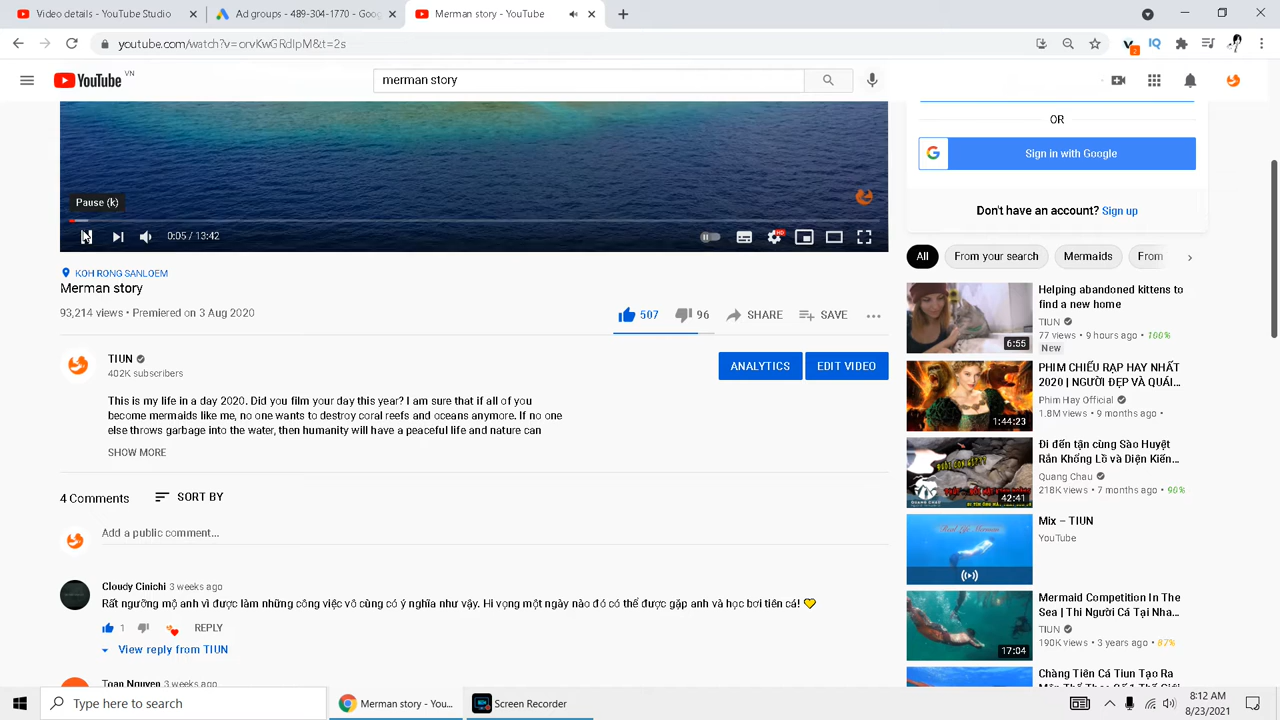 Video details - YouTube Studio
Ad groups - 489-304-1770 - Goog
Merman story - YouTube
youtube.com/watch?v=orvKwGRdlpM&t=2s
2
IQ
YouTube VN
merman story
OR
Sign in with Google
Don't have an account? Sign up
Pause (k)
0:05 / 13:42
HD
KOH RONG SANLOEM
Merman story
93,214 views • Premiered on 3 Aug 2020
507
96
SHARE
SAVE
TIUN
402K subscribers
ANALYTICS
EDIT VIDEO
This is my life in a day 2020. Did you film your day this year? I am sure that if all of you
become mermaids like me, no one wants to destroy coral reefs and oceans anymore. If no one
else throws garbage into the water, the community will have a peaceful life and nature can
SHOW MORE
4 Comments
SORT BY
Add a public comment...
Cloudy Cinichi 3 weeks ago
Rất ngưỡng mộ anh vì được làm những công việc vô cùng có ý nghĩa như vậy. Hi vọng một ngày nào đó có thể được gặp anh và học bơi tiên cá! 💛
1
REPLY
View reply from TIUN
Toan Nguyen 3 weeks ago
All
From your search
Mermaids
From
Helping abandoned kittens to
find a new home
TIUN
77 views • 9 hours ago • 100%
New
6:55
PHIM CHIẾU RẠP HAY NHẤT
2020 | NGƯỜI ĐẸP VÀ QUÁI...
Phim Hay Official
1.8M views • 9 months ago •
1:44:23
Đi đến tận cùng Sào Huyệt
Rắn Khổng Lồ và Diện Kiến...
Quang Chau
218K views • 7 months ago • 90%
42:41
Mix – TIUN
YouTube
Mermaid Competition In The
Sea | Thi Người Cá Tại Nha...
TIUN
190K views • 3 years ago • 87%
17:04
Chàng Tiên Cá Tiun Tạo Ra
Type here to search
Merman story - You...
Screen Recorder
8:12 AM
8/23/2021